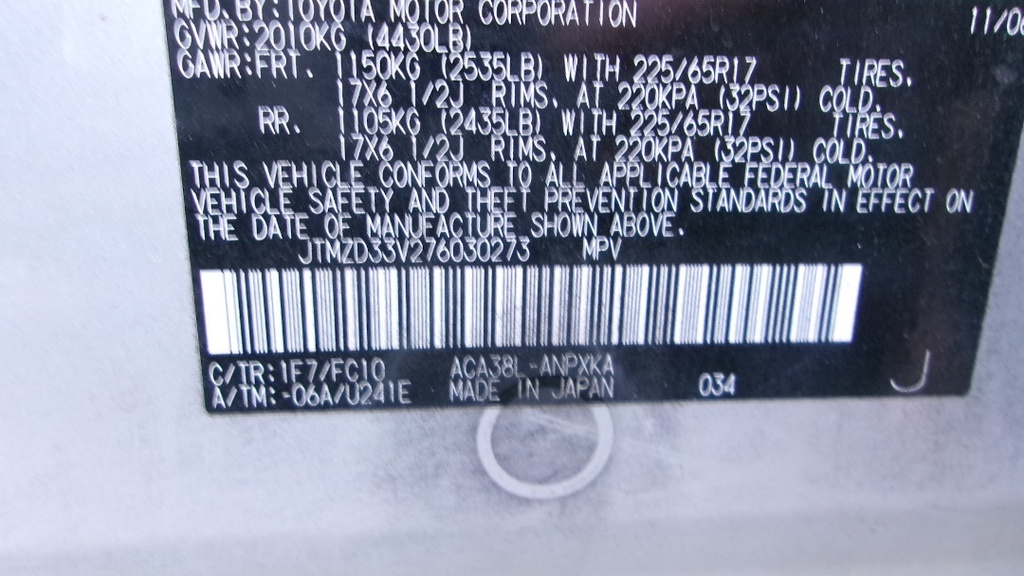 MFD. BY: TOYOTA MOTOR CORPORATION 11/06
GVWR: 2010KG (4430LB)
GAWR: FRT. 1150KG (2535LB) WITH 225/65R17 TIRES.
17X6 1/2J RIMS, AT 220KPA (32PSI) COLD.
RR. 1105KG (2435LB) WITH 225/65R17 TIRES.
17X6 1/2J RIMS, AT 220KPA (32PSI) COLD.
THIS VEHICLE CONFORMS TO ALL APPLICABLE FEDERAL MOTOR
VEHICLE SAFETY AND THEFT PREVENTION STANDARDS IN EFFECT ON
THE DATE OF MANUFACTURE SHOWN ABOVE.
JTMZD33V276030273 MPV
C/TR: 1F7/FC10 ACA38L-ANPXKA
A/TM: -06A/U241E MADE IN JAPAN 034 J